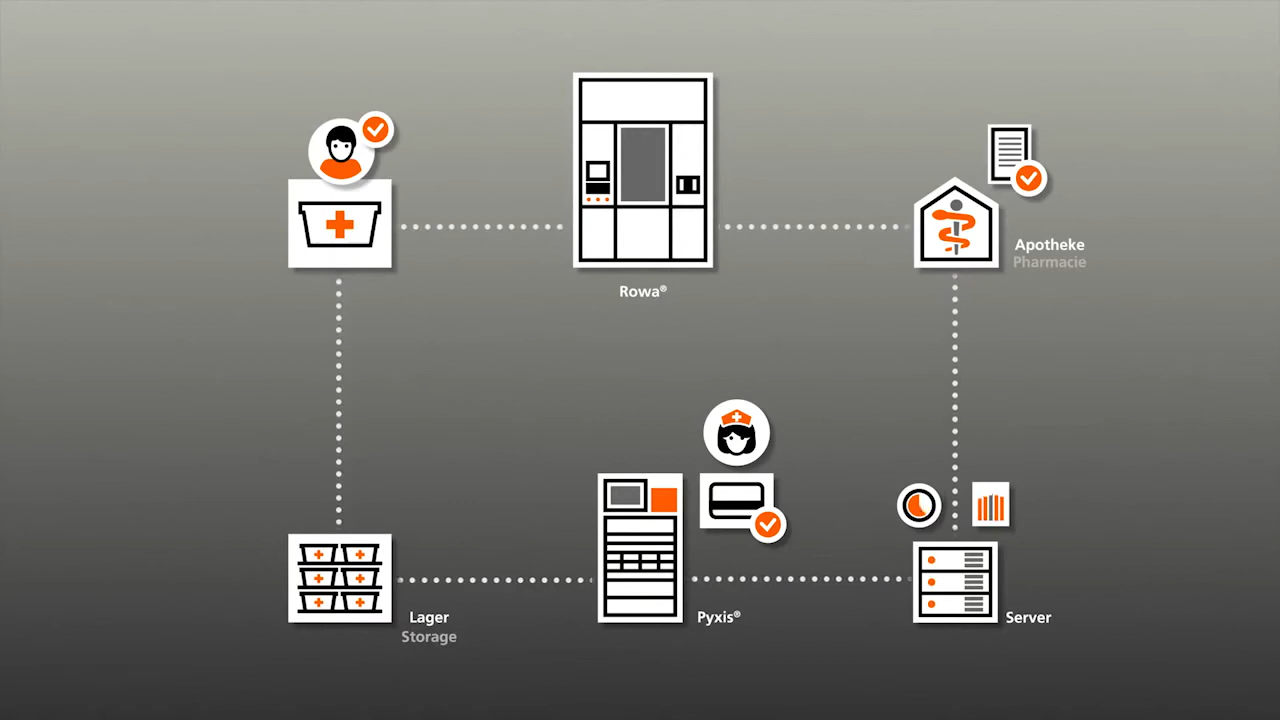 Apotheke
Pharmacie
Rowa®
Lager
Storage
Pyxis®
Server